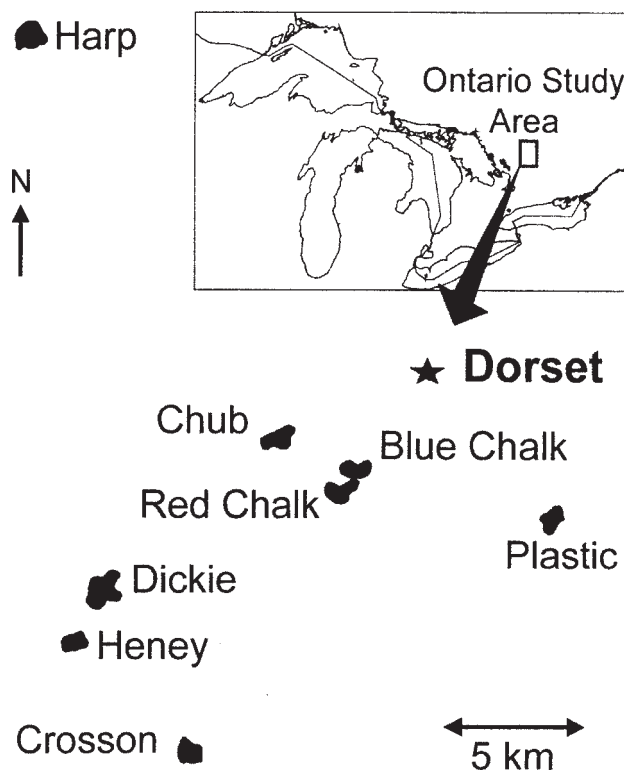 Harp
Ontario Study
Area
N
Dorset
Chub
Blue Chalk
Red Chalk
Plastic
Dickie
Heney
Crosson
5 km